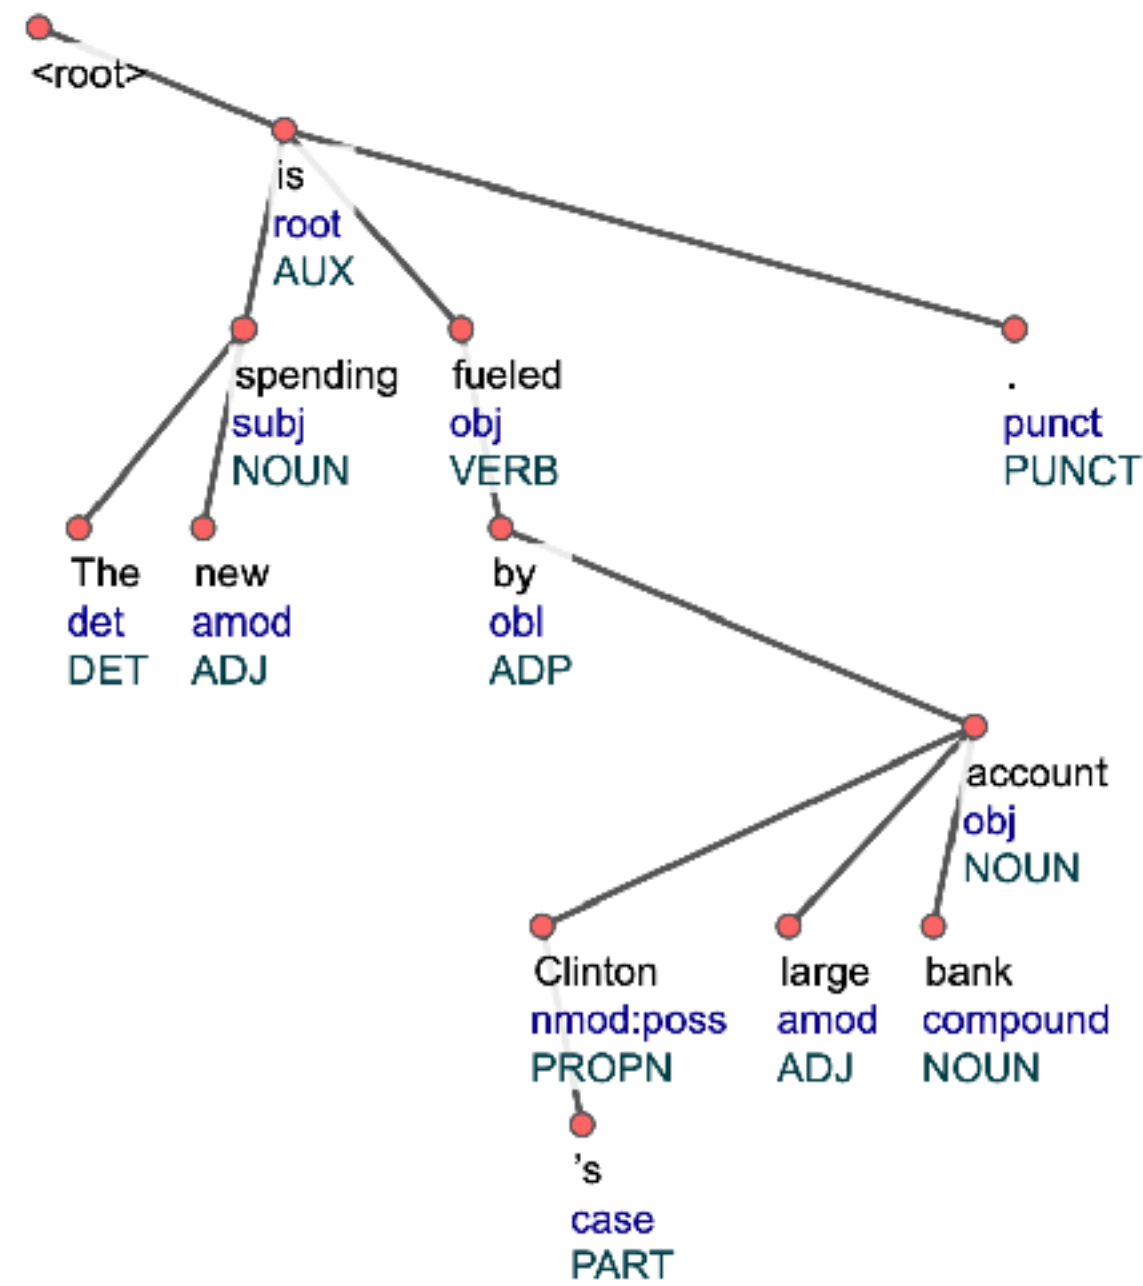 <root>
is
root
AUX
spending fueled .
subj obj punct
NOUN VERB PUNCT
The new by
det amod obl
DET ADJ ADP
account
obj
NOUN
Clinton large bank
nmod:poss amod compound
PROPN ADJ NOUN
’s
case
PART